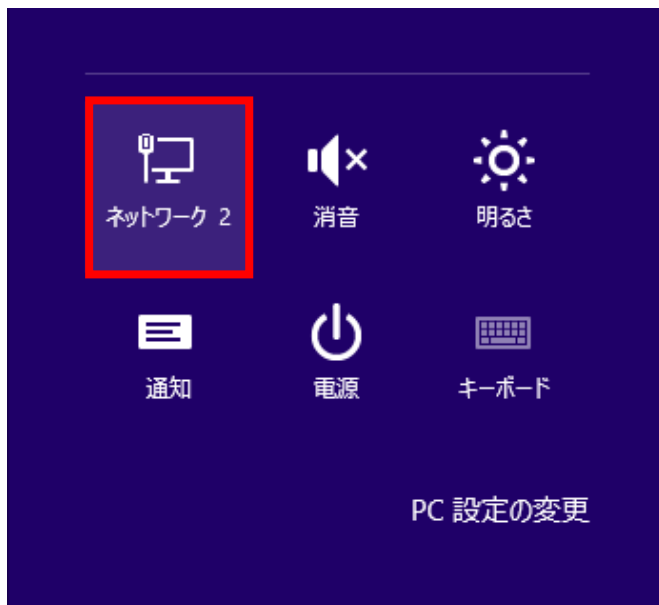 ネットワーク 2
消音
明るさ
通知
電源
キーボード
PC 設定の変更